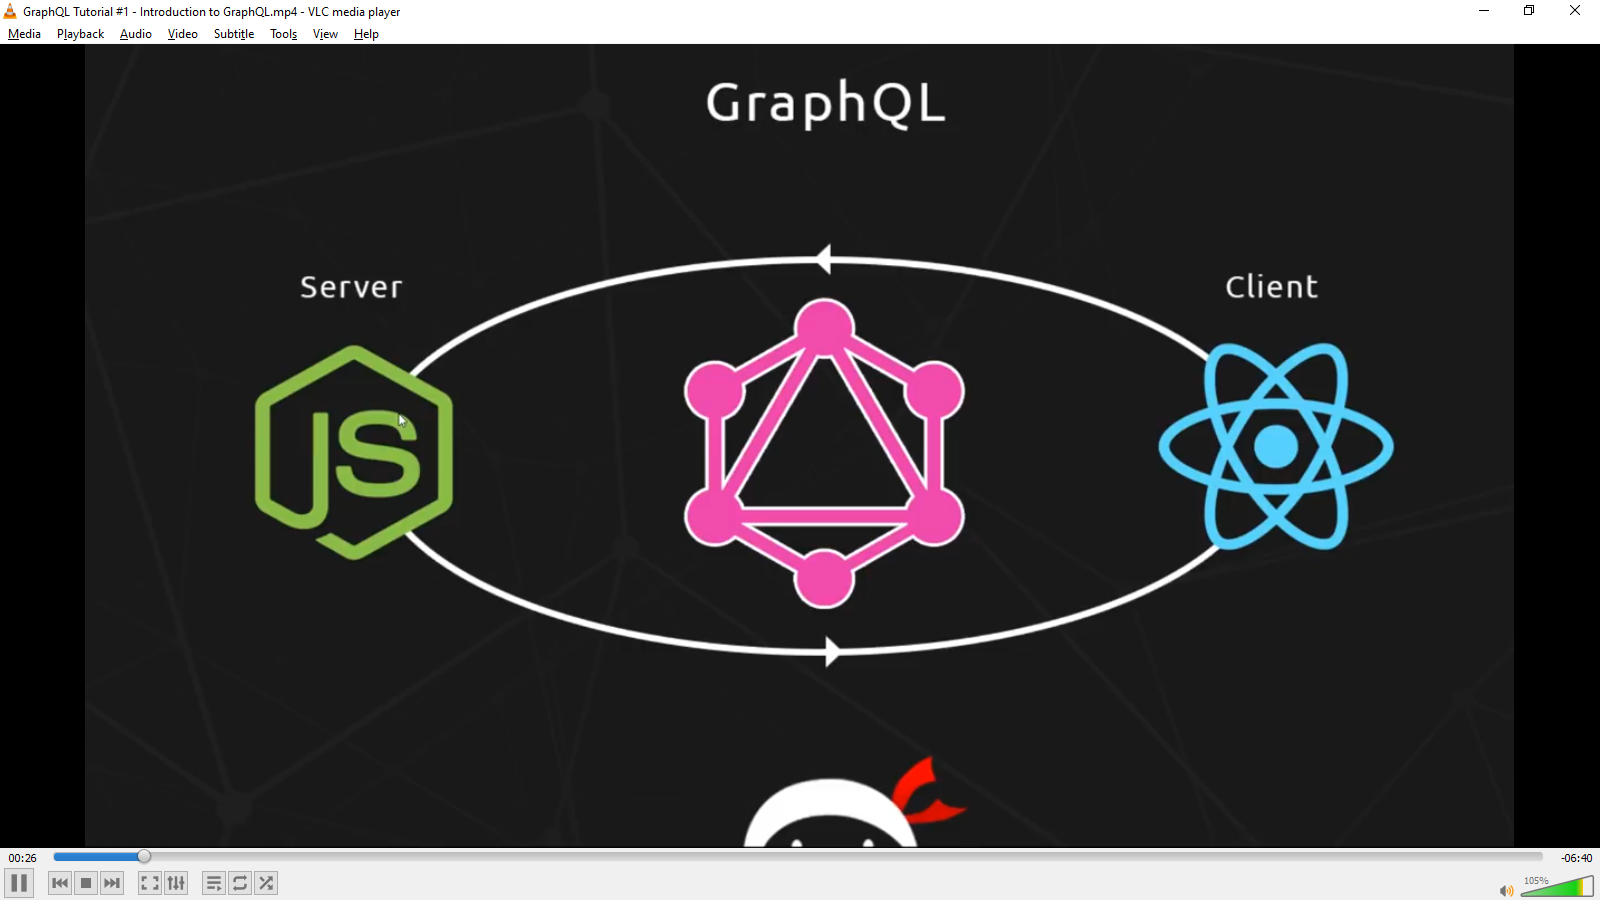 GraphQL Tutorial #1 - Introduction to GraphQL.mp4 - VLC media player
Media Playback Audio Video Subtitle Tools View Help
GraphQL
Server
Client
JS
00:26
-06:40
105%